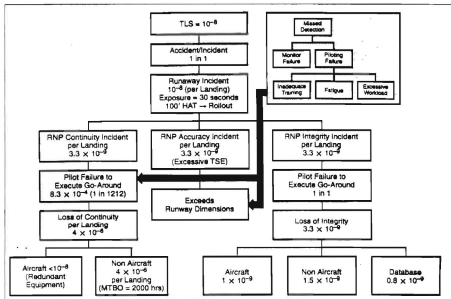 TLS = 10⁻⁸
Accident/Incident
1 in 1
Runaway Incident
10⁻⁸ (per Landing)
Exposure = 30 seconds
100' HAT → Rollout
Missed
Detection
Monitor
Failure
Piloting
Failure
Inadequate
Training
Fatigue
Excessive
Workload
RNP Continuity Incident
per Landing
3.3 × 10⁻⁹
Pilot Failure to
Execute Go-Around
8.3 × 10⁻⁴ (1 in 1212)
Loss of Continuity
per Landing
4 × 10⁻⁶
Aircraft <10⁻⁶
(Redundant
Equipment)
Non Aircraft
4 × 10⁻⁶
per Landing
(MTBO = 2000 hrs)
RNP Accuracy Incident
per Landing
3.3 × 10⁻⁹
(Excessive TSE)
Exceeds
Runway Dimensions
RNP Integrity Incident
per Landing
3.3 × 10⁻⁹
Pilot Failure to
Execute Go-Around
1 in 1
Loss of Integrity
3.3 × 10⁻⁹
Aircraft
1 × 10⁻⁹
Non Aircraft
1.5 × 10⁻⁹
Database
0.8 × 10⁻⁹